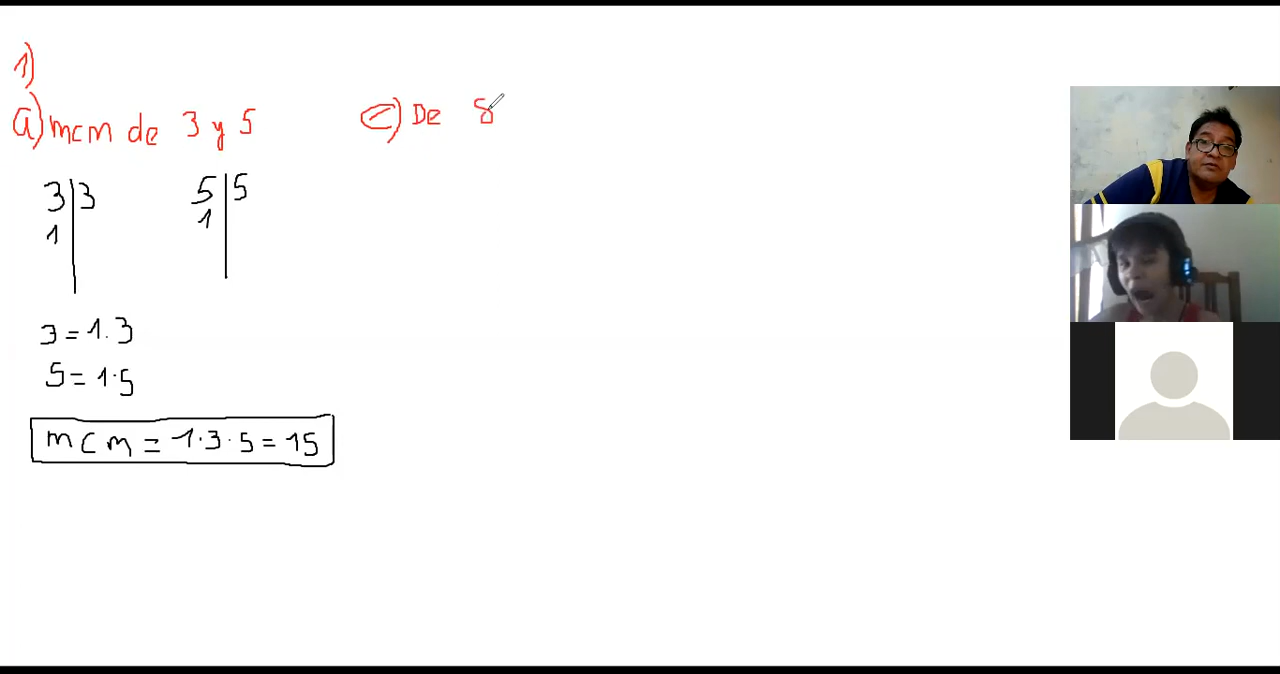 1)
a) mcm de 3 y 5
c) De 8
3 | 3
1
5 | 5
1
3 = 1.3
5 = 1.5
mcm = 1.3.5 = 15